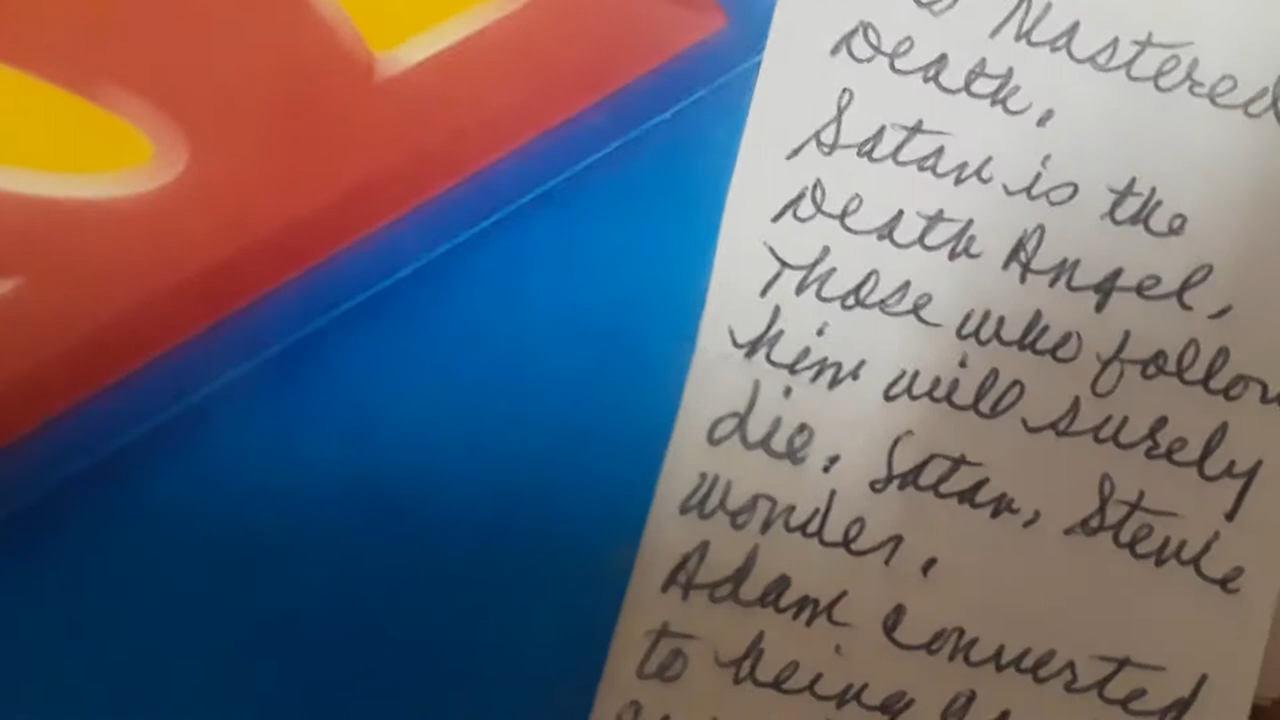 Mastered
Death.
Satan is the
Death Angel,
Those who follow
him will surely
die. Satan, Stevie
wonder.
Adam converted
to being